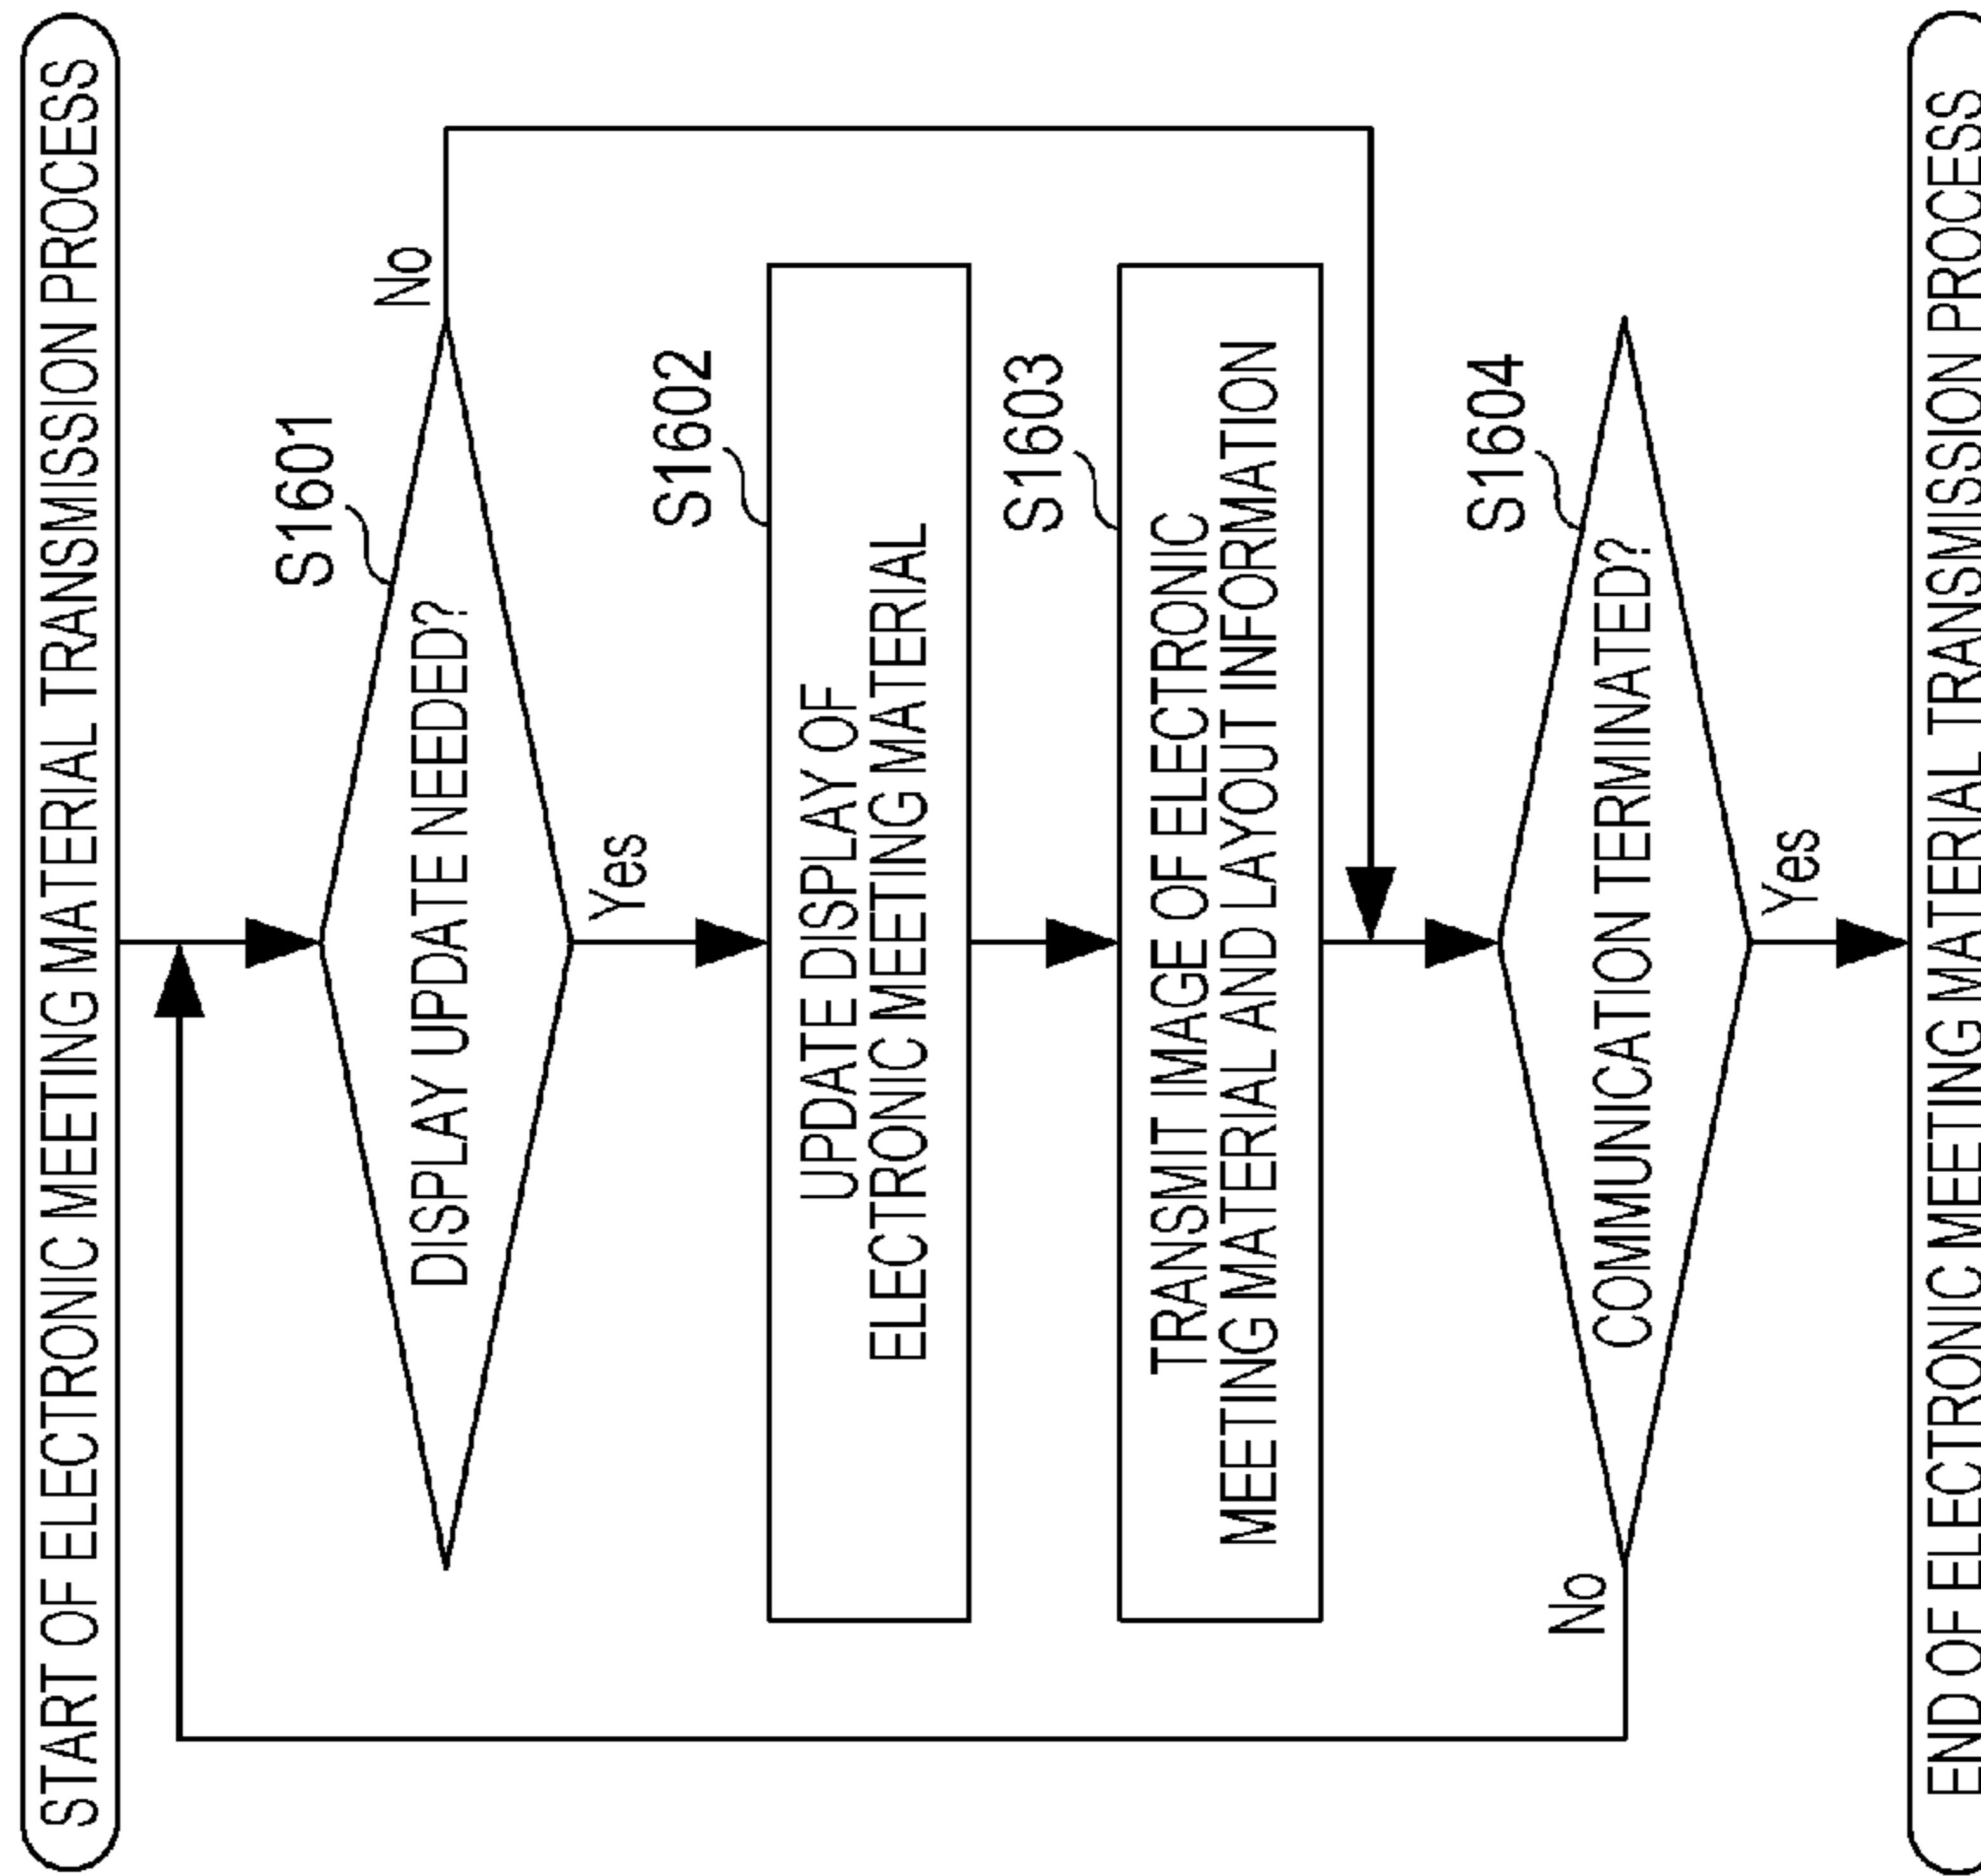 START OF ELECTRONIC MEETING MATERIAL TRANSMISSION PROCESS
S1601
DISPLAY UPDATE NEEDED?
No
Yes
S1602
UPDATE DISPLAY OF
ELECTRONIC MEETING MATERIAL
S1603
TRANSMIT IMAGE OF ELECTRONIC
MEETING MATERIAL AND LAYOUT INFORMATION
S1604
COMMUNICATION TERMINATED?
No
Yes
END OF ELECTRONIC MEETING MATERIAL TRANSMISSION PROCESS